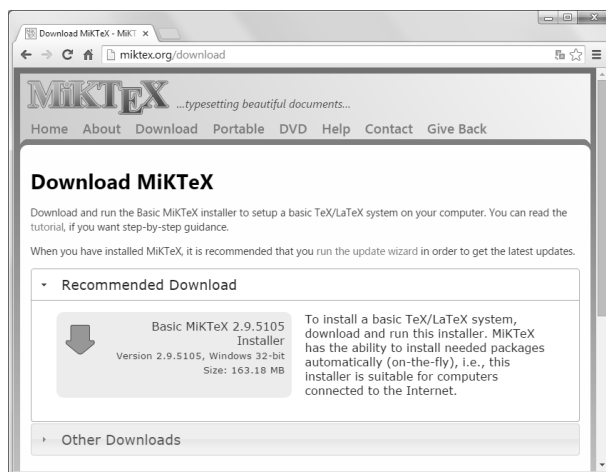 Download MiKTeX - MiKT
miktex.org/download
MiKTEX ...typesetting beautiful documents...
Home About Download Portable DVD Help Contact Give Back
Download MiKTeX
Download and run the Basic MiKTeX installer to setup a basic TeX/LaTeX system on your computer. You can read the
tutorial, if you want step-by-step guidance.
When you have installed MiKTeX, it is recommended that you run the update wizard in order to get the latest updates.
Recommended Download
Basic MiKTeX 2.9.5105
Installer
Version 2.9.5105, Windows 32-bit
Size: 163.18 MB
To install a basic TeX/LaTeX system,
download and run this installer. MiKTeX
has the ability to install needed packages
automatically (on-the-fly), i.e., this
installer is suitable for computers
connected to the Internet.
Other Downloads